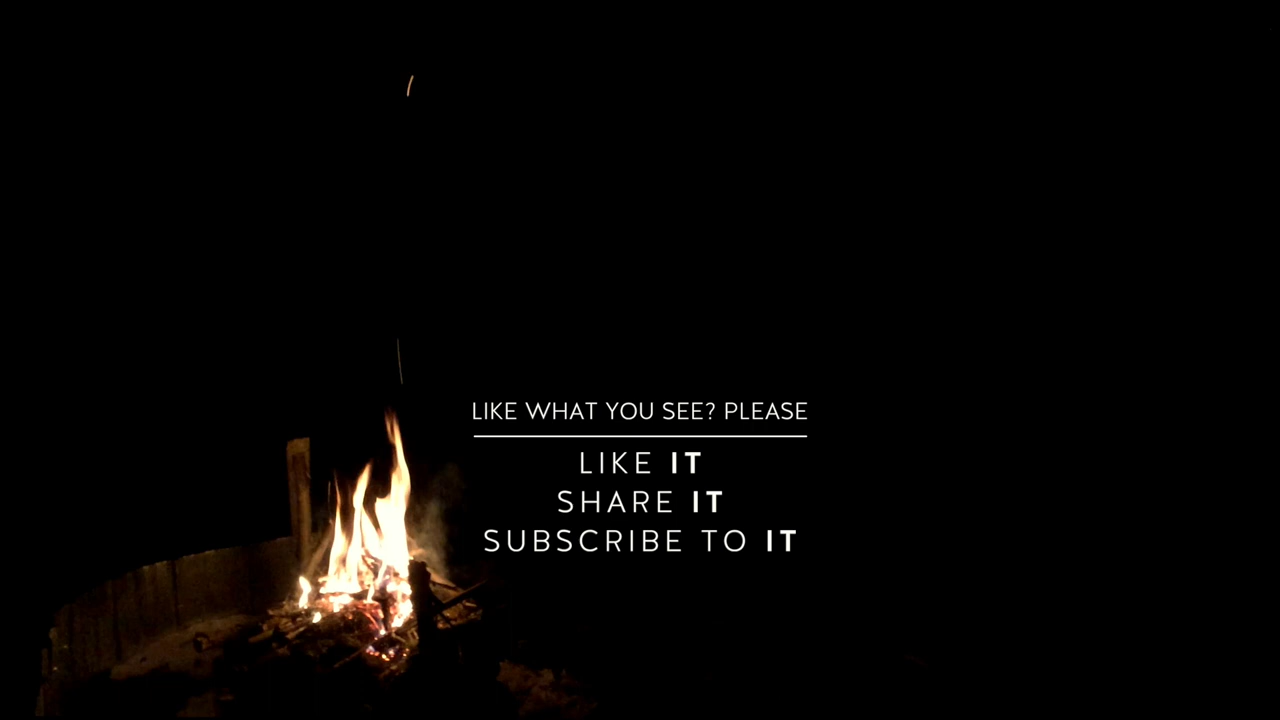 LIKE WHAT YOU SEE? PLEASE
LIKE IT
SHARE IT
SUBSCRIBE TO IT